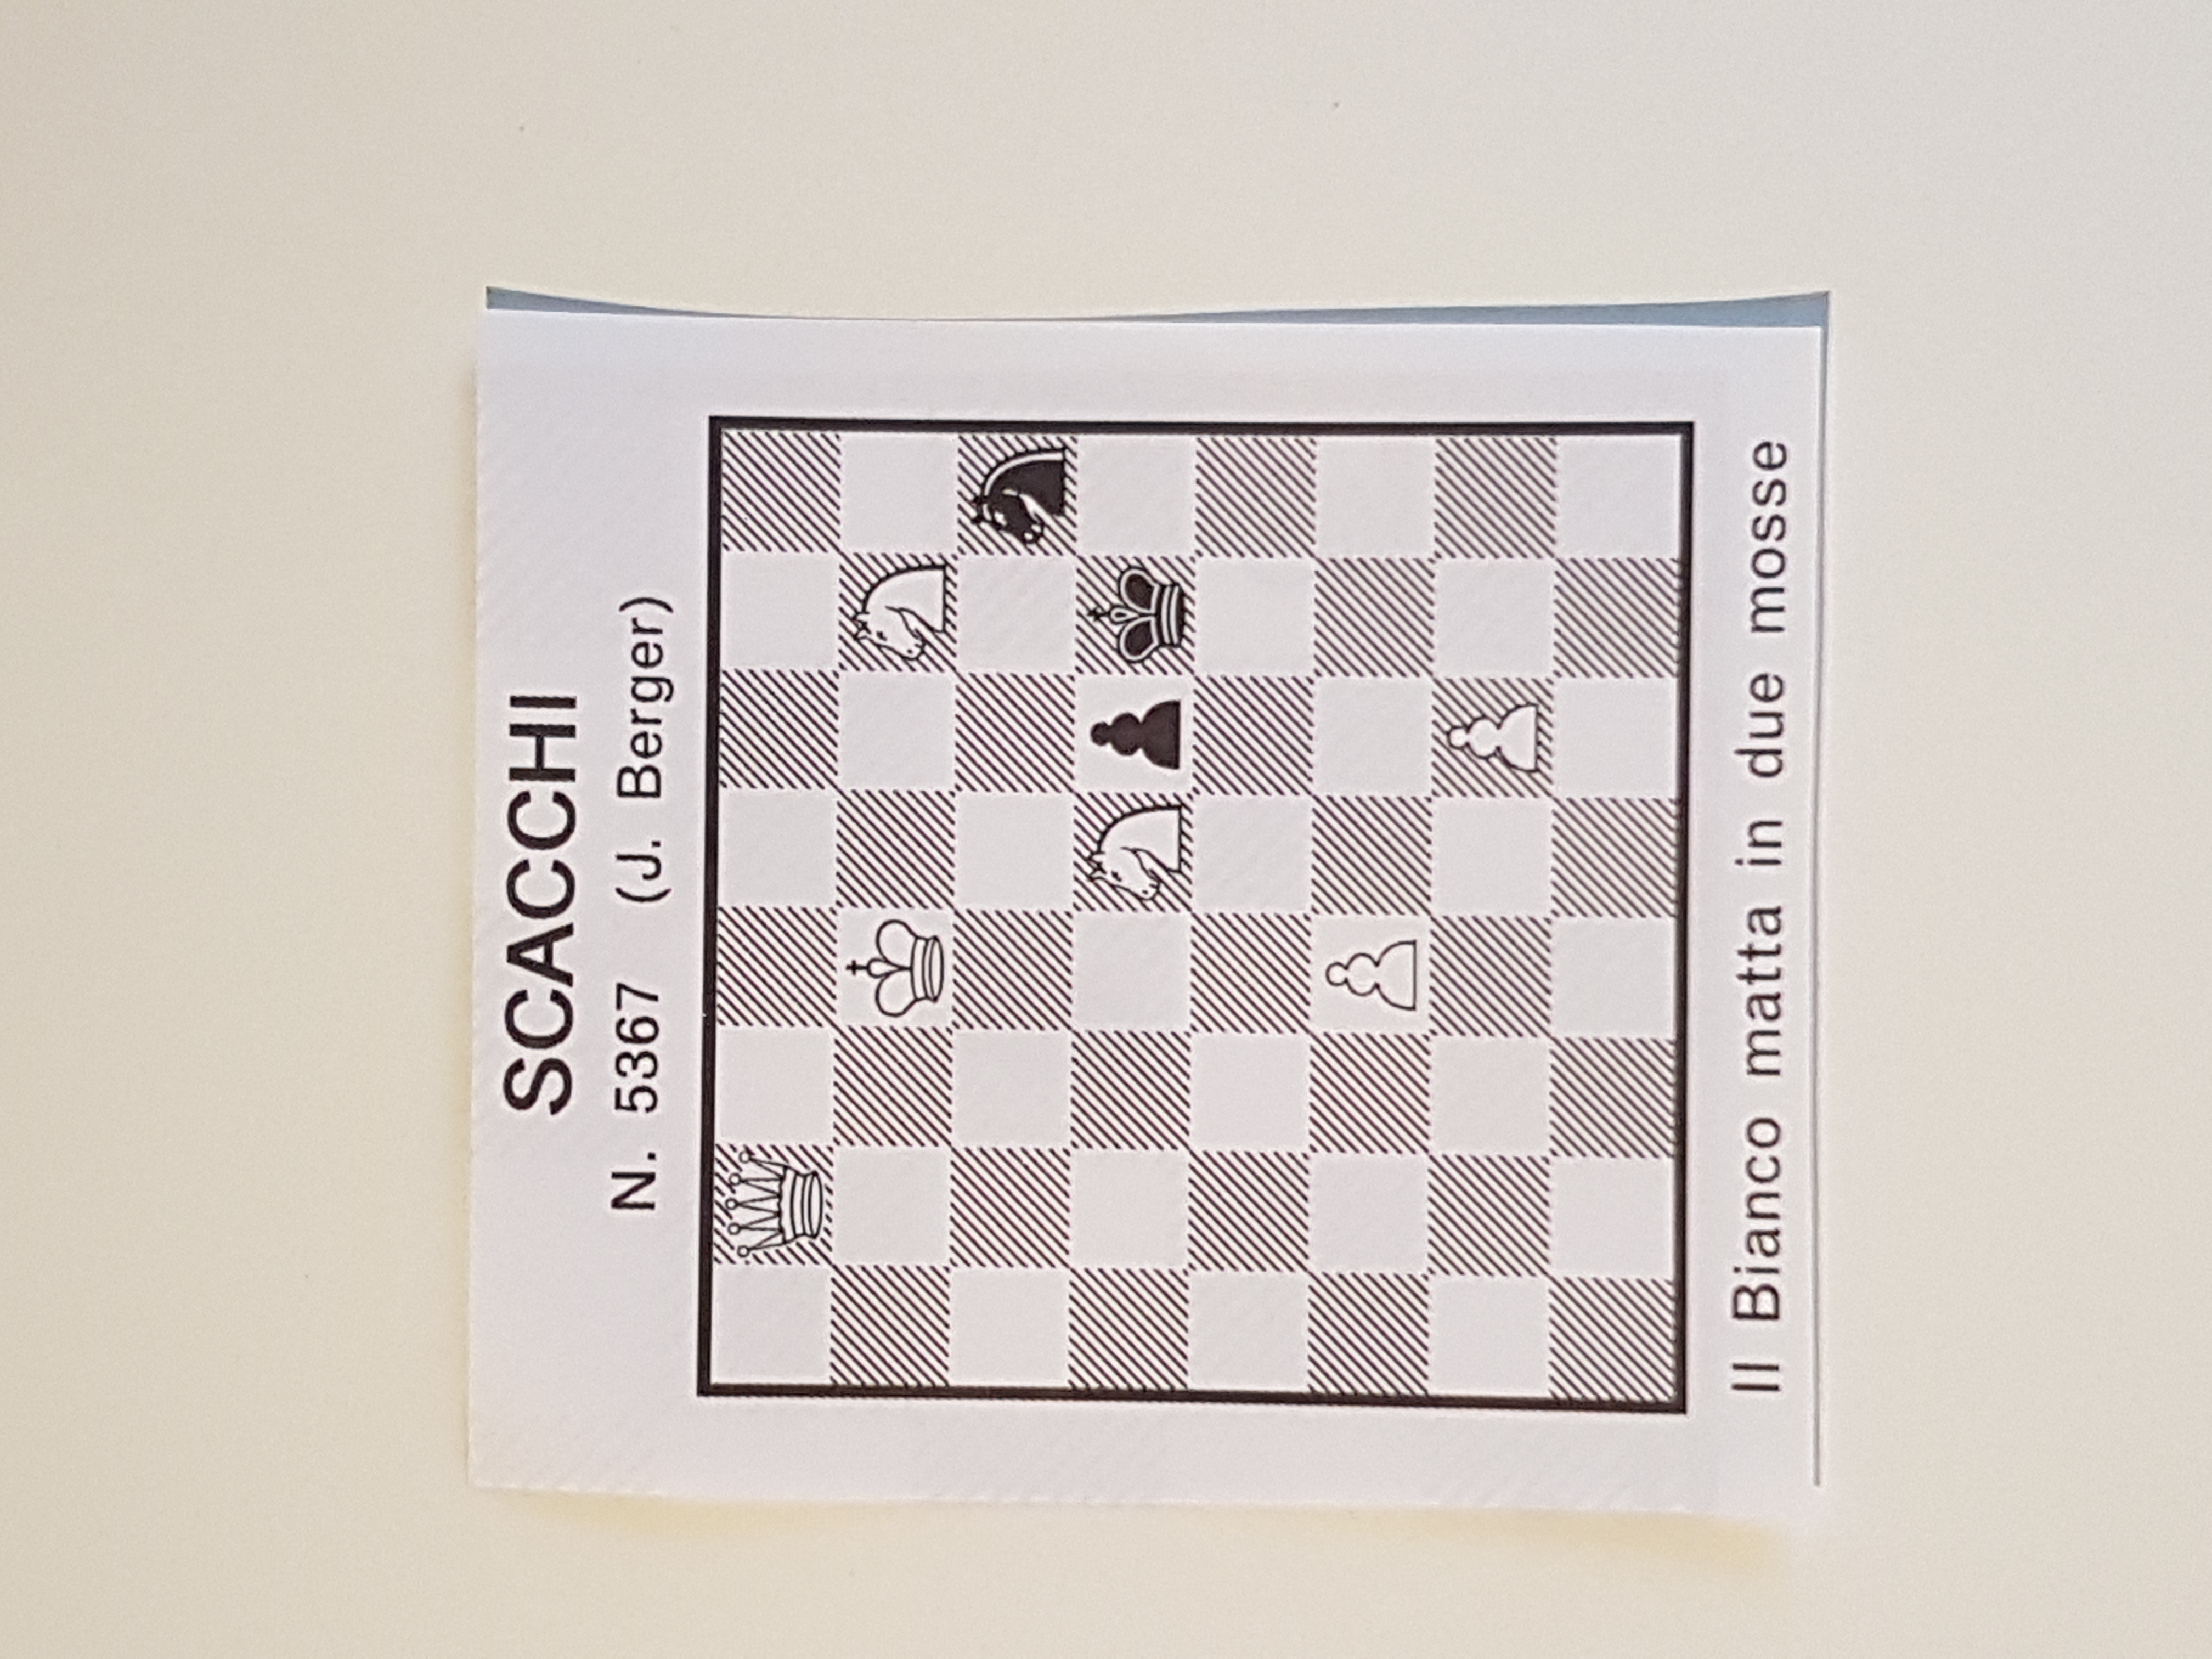 SCACCHI
N. 5367 (J. Berger)
Il Bianco matta in due mosse